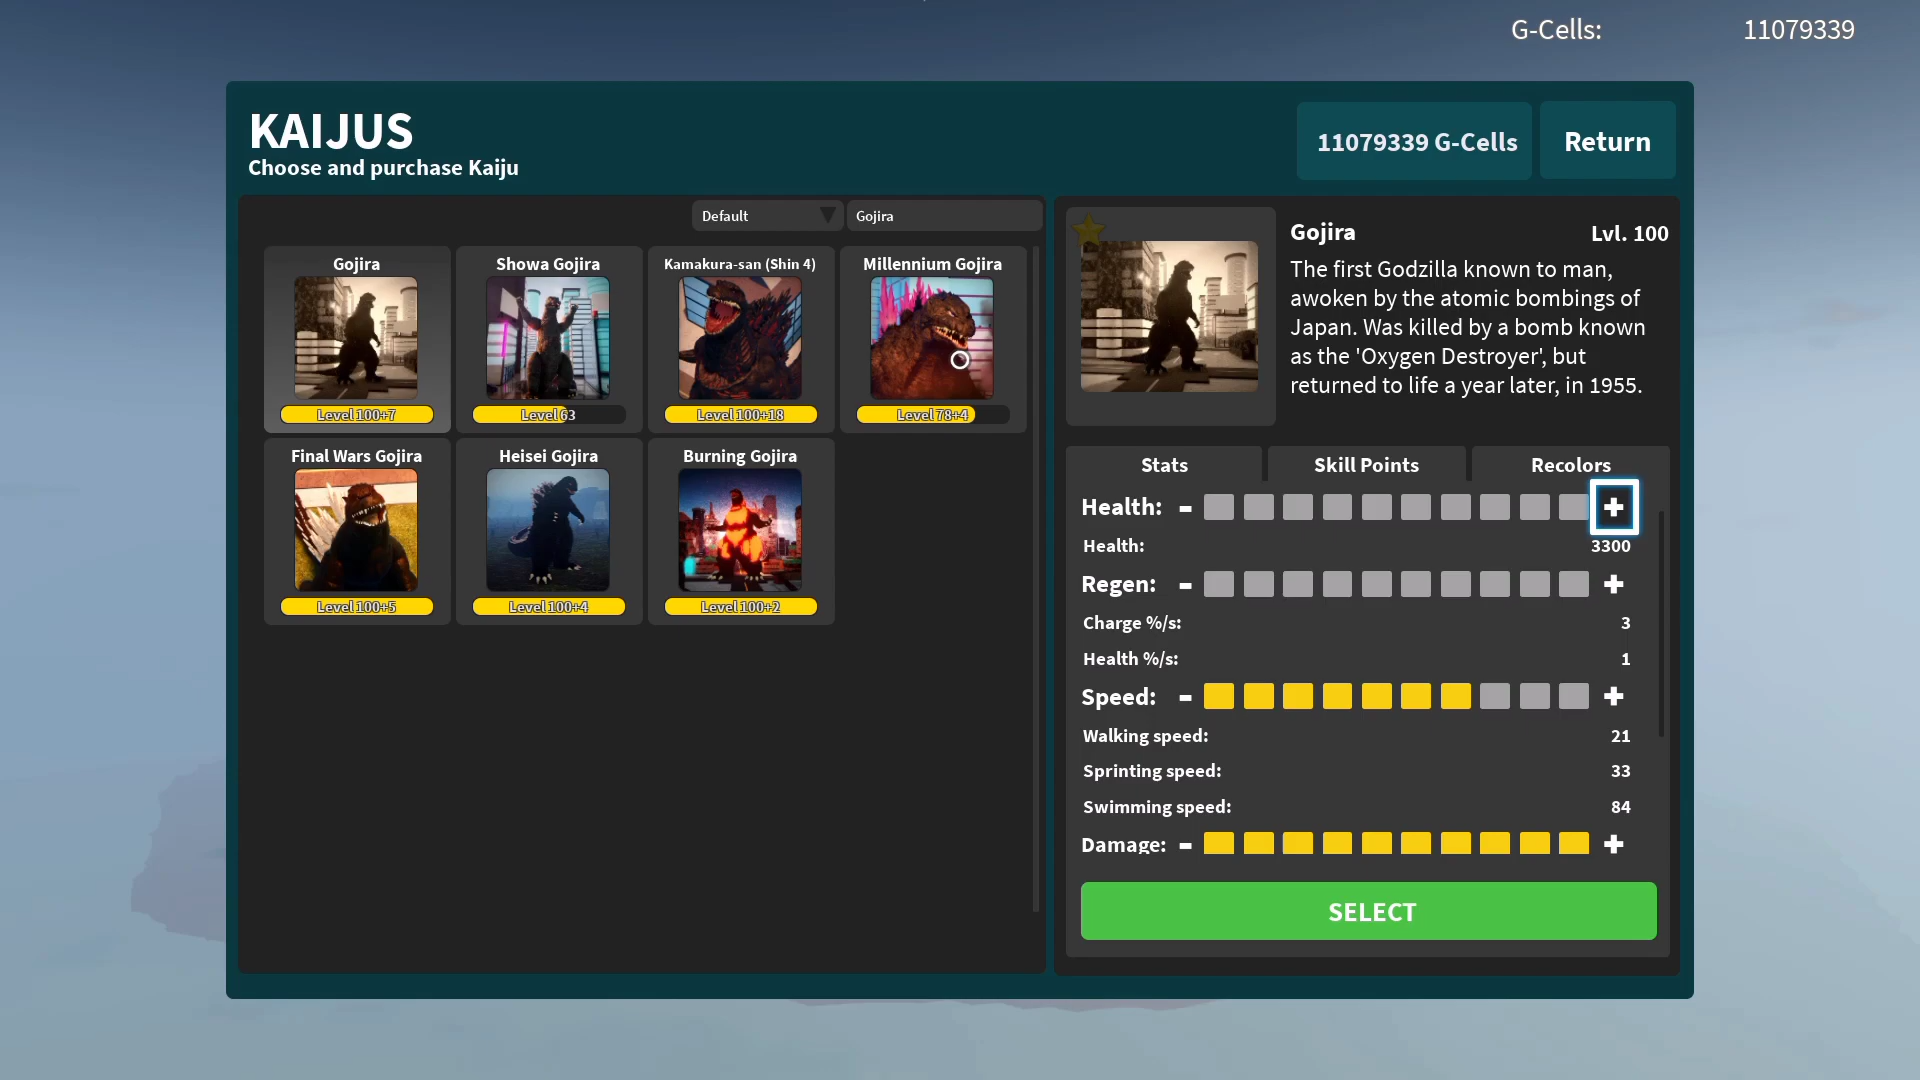 G-Cells: 11079339
KAIJUS
Choose and purchase Kaiju
11079339 G-Cells
Return
Default
Gojira
Gojira
Level 100+7
Showa Gojira
Level 63
Kamakura-san (Shin 4)
Level 100+18
Millennium Gojira
Level 78+4
Final Wars Gojira
Level 100+5
Heisei Gojira
Level 100+4
Burning Gojira
Level 100+2
Gojira
Lvl. 100
The first Godzilla known to man,
awoken by the atomic bombings of
Japan. Was killed by a bomb known
as the 'Oxygen Destroyer', but
returned to life a year later, in 1955.
Stats
Skill Points
Recolors
Health: - +
Health: 3300
Regen: - +
Charge %/s: 3
Health %/s: 1
Speed: - +
Walking speed: 21
Sprinting speed: 33
Swimming speed: 84
Damage: - +
SELECT